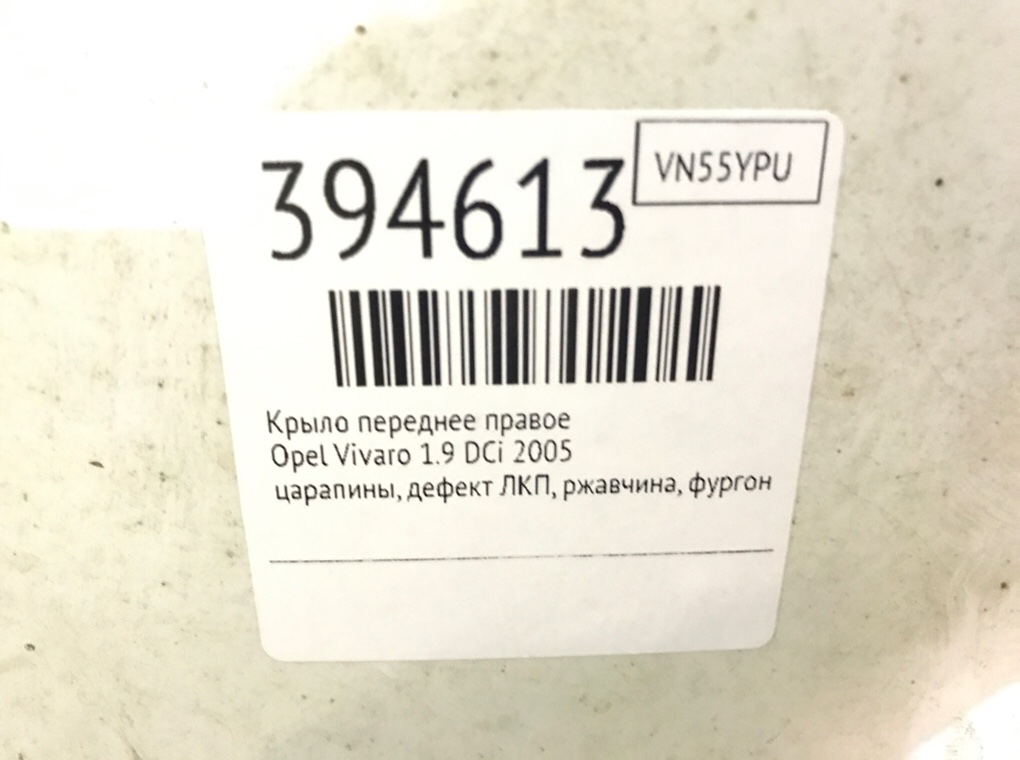 394613
VN55YPU
Крыло переднее правое
Opel Vivaro 1.9 DCi 2005
царапины, дефект ЛКП, ржавчина, фургон